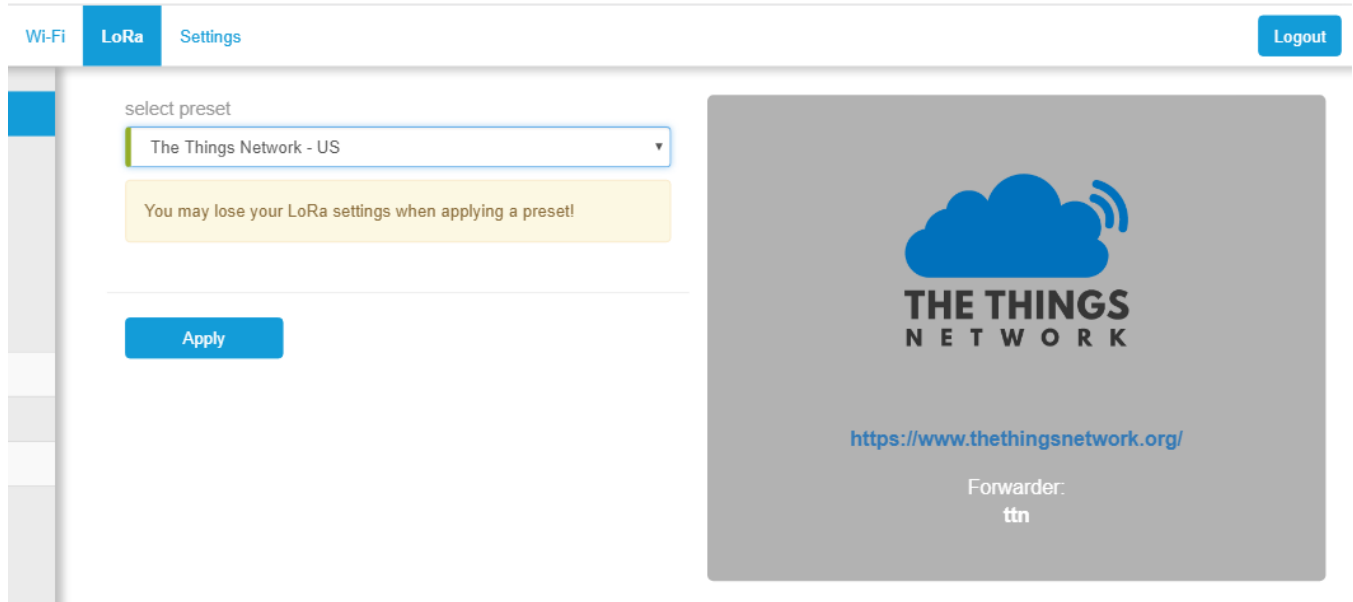 Wi-Fi LoRa Settings Logout
select preset
The Things Network - US
You may lose your LoRa settings when applying a preset!
Apply
THE THINGS
NETWORK
https://www.thethingsnetwork.org/
Forwarder:
ttn